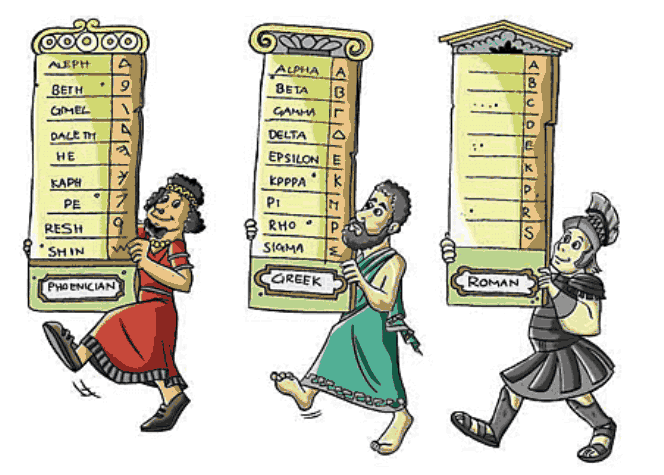 ALEPH
BETH
GIMEL
DALETH
HE
KAPH
PE
RESH
SHIN
PHOENICIAN
ALPHA A
BETA B
GAMMA Γ
DELTA Δ
EPSILON E
KPPPA K
PI
RHO P
SIGMA Σ
GREEK
A
B
C
D
E
K
P
R
S
ROMAN